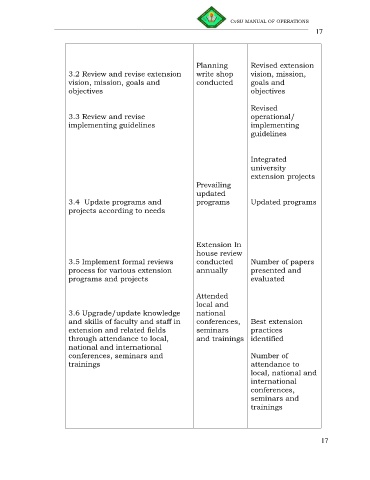 CESU MANUAL OF OPERATIONS
17
3.2 Review and revise extension
vision, mission, goals and
objectives
3.3 Review and revise
implementing guidelines
3.4 Update programs and
projects according to needs
3.5 Implement formal reviews
process for various extension
programs and projects
3.6 Upgrade/update knowledge
and skills of faculty and staff in
extension and related fields
through attendance to local,
national and international
conferences, seminars and
trainings
Planning
write shop
conducted
Prevailing
updated
programs
Extension In
house review
conducted
annually
Attended
local and
national
conferences,
seminars
and trainings
Revised extension
vision, mission,
goals and
objectives
Revised
operational/
implementing
guidelines
Integrated
university
extension projects
Updated programs
Number of papers
presented and
evaluated
Best extension
practices
identified
Number of
attendance to
local, national and
international
conferences,
seminars and
trainings
17